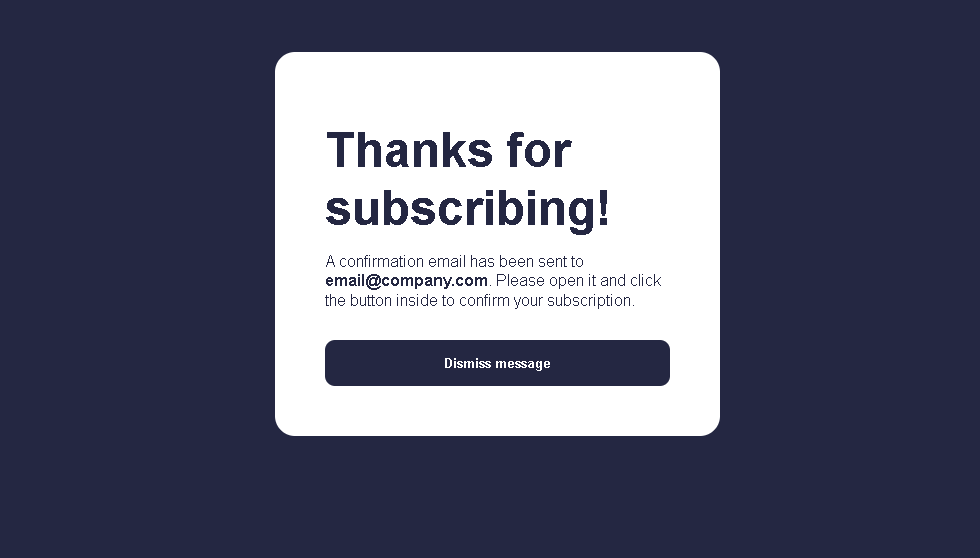 Thanks for
subscribing!
A confirmation email has been sent to
email@company.com. Please open it and click
the button inside to confirm your subscription.
Dismiss message